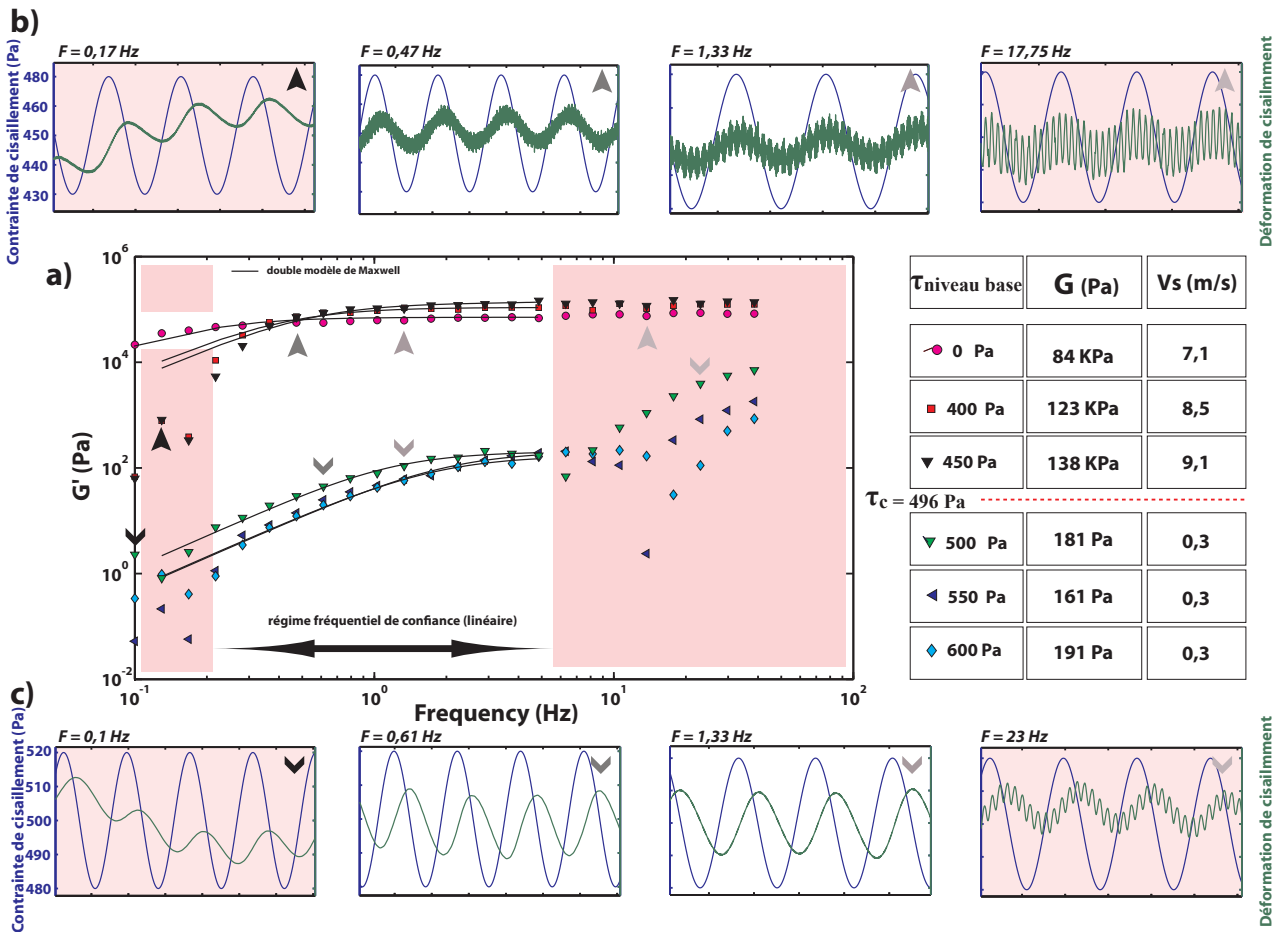 b)
F = 0,17 Hz
F = 0,47 Hz
F = 1,33 Hz
F = 17,75 Hz
Contrainte de cisaillement (Pa)
480
460
450
440
430
Déformation de cisailmment
a)
double modèle de Maxwell
G' (Pa)
10^6
10^4
10^2
10^0
10^-2
régime fréquentiel de confiance (linéaire)
10^-1
10^0
10^1
10^2
Frequency (Hz)
τniveau base G (Pa) Vs (m/s)
0 Pa 84 KPa 7,1
400 Pa 123 KPa 8,5
450 Pa 138 KPa 9,1
τc = 496 Pa
500 Pa 181 Pa 0,3
550 Pa 161 Pa 0,3
600 Pa 191 Pa 0,3
c)
F = 0,1 Hz
F = 0,61 Hz
F = 1,33 Hz
F = 23 Hz
Contrainte de cisaillement (Pa)
520
510
500
490
480
Déformation de cisailmment